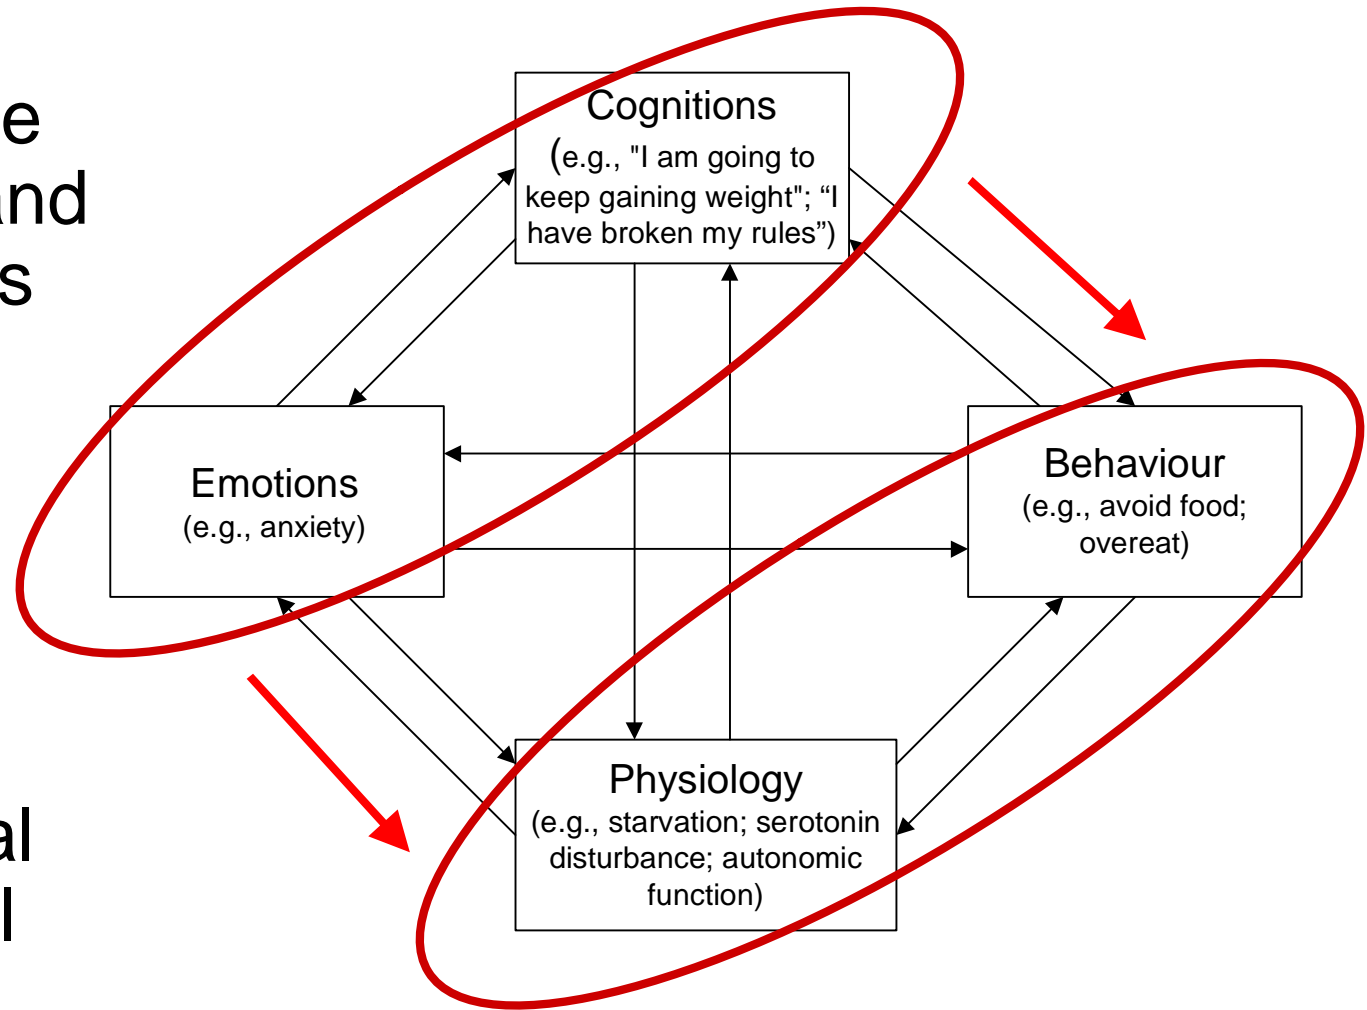 e
and
s
Cognitions
(e.g., "I am going to
keep gaining weight"; “I
have broken my rules”)
Emotions
(e.g., anxiety)
Behaviour
(e.g., avoid food;
overeat)
Physiology
(e.g., starvation; serotonin
disturbance; autonomic
function)
al
l